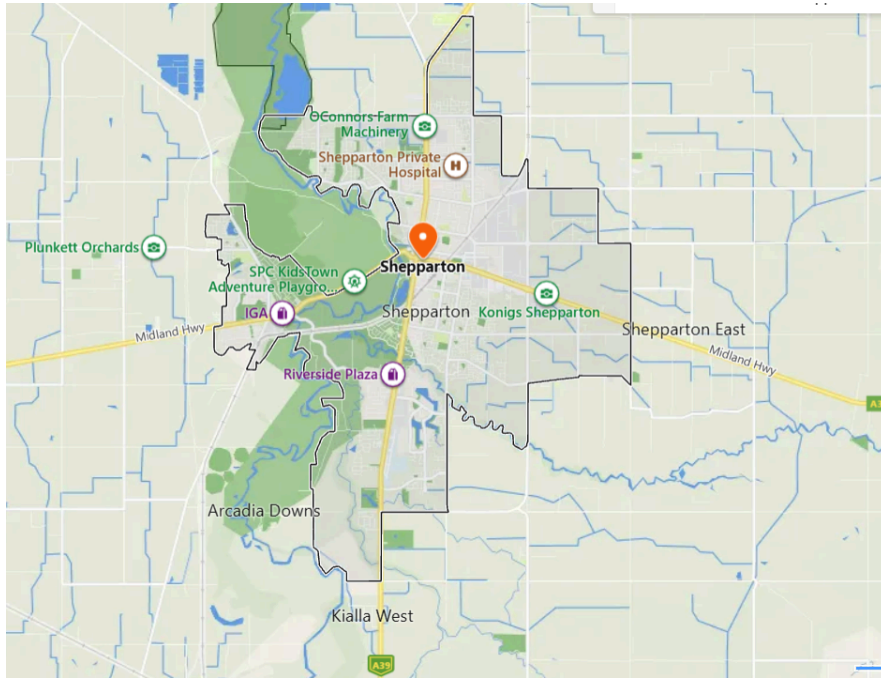 OConnors Farm
Machinery
Shepparton Private
Hospital
H
Plunkett Orchards
Shepparton
SPC KidsTown
Adventure Playgro...
IGA
Shepparton
Konigs Shepparton
Shepparton East
Midland Hwy
Midland Hwy
Riverside Plaza
A3
Arcadia Downs
Kialla West
A39